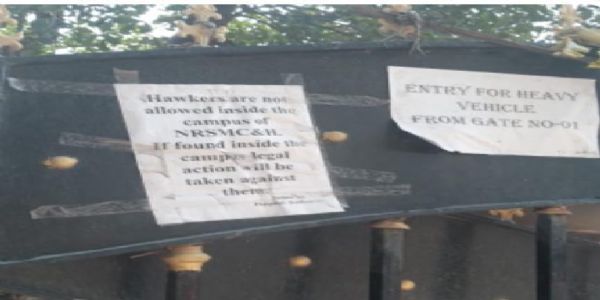 Hawkers are not
allowed inside the
campus of
NRSMC&H.
If found inside the
campus legal
action will be
taken against
them.
ENTRY FOR HEAVY
VEHICLE
FROM GATE NO-01